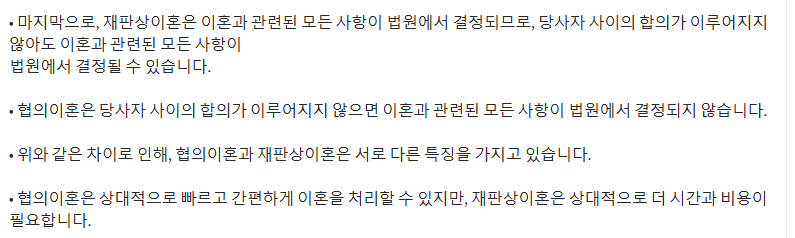 • 마지막으로, 재판상이혼은 이혼과 관련된 모든 사항이 법원에서 결정되므로, 당사자 사이의 합의가 이루어지지
않아도 이혼과 관련된 모든 사항이
법원에서 결정될 수 있습니다.
• 협의이혼은 당사자 사이의 합의가 이루어지지 않으면 이혼과 관련된 모든 사항이 법원에서 결정되지 않습니다.
• 위와 같은 차이로 인해, 협의이혼과 재판상이혼은 서로 다른 특징을 가지고 있습니다.
• 협의이혼은 상대적으로 빠르고 간편하게 이혼을 처리할 수 있지만, 재판상이혼은 상대적으로 더 시간과 비용이
필요합니다.